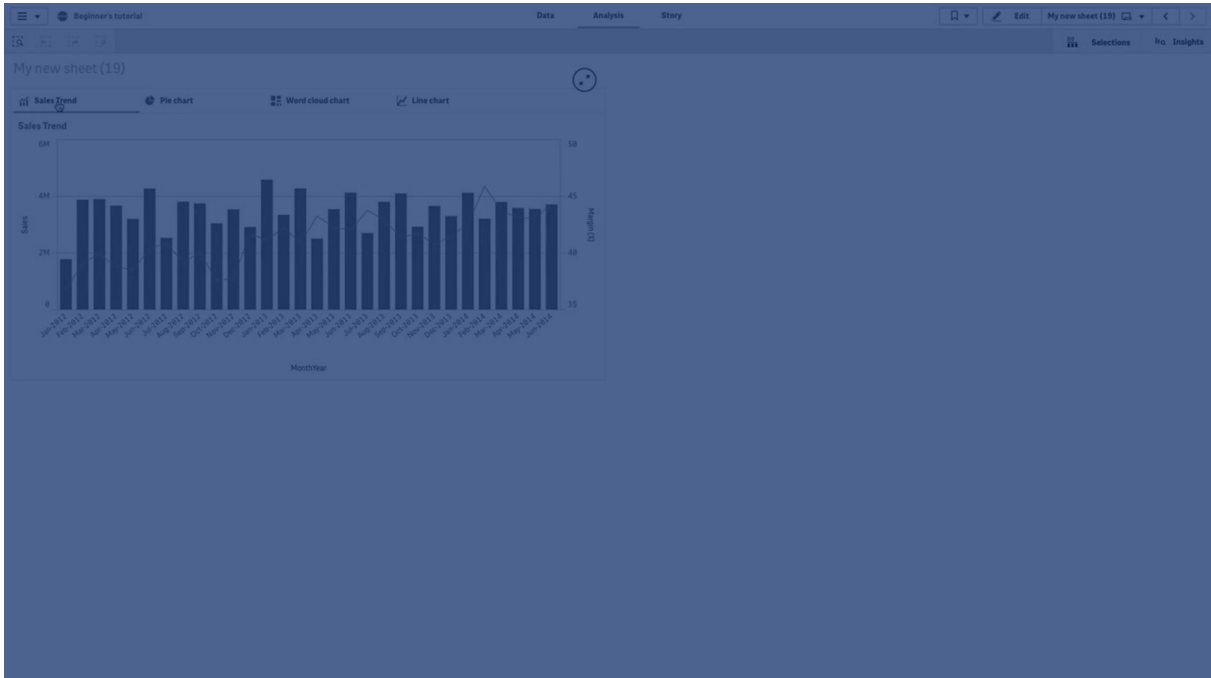 Beginner's tutorial
Data Analysis Story
Edit My new sheet (19)
Selections Insights
My new sheet (19)
Sales Trend Pie chart Word cloud chart Line chart
Sales Trend
6M 50
4M 45
Sales
Margin (%)
2M 40
0 35
Jan-2012 Feb-2012 Mar-2012 Apr-2012 May-2012 Jun-2012 Jul-2012 Aug-2012 Sep-2012 Oct-2012 Nov-2012 Dec-2012 Jan-2013 Feb-2013 Mar-2013 Apr-2013 May-2013 Jun-2013 Jul-2013 Aug-2013 Sep-2013 Oct-2013 Nov-2013 Dec-2013 Jan-2014 Feb-2014 Mar-2014 Apr-2014 May-2014 Jun-2014
MonthYear